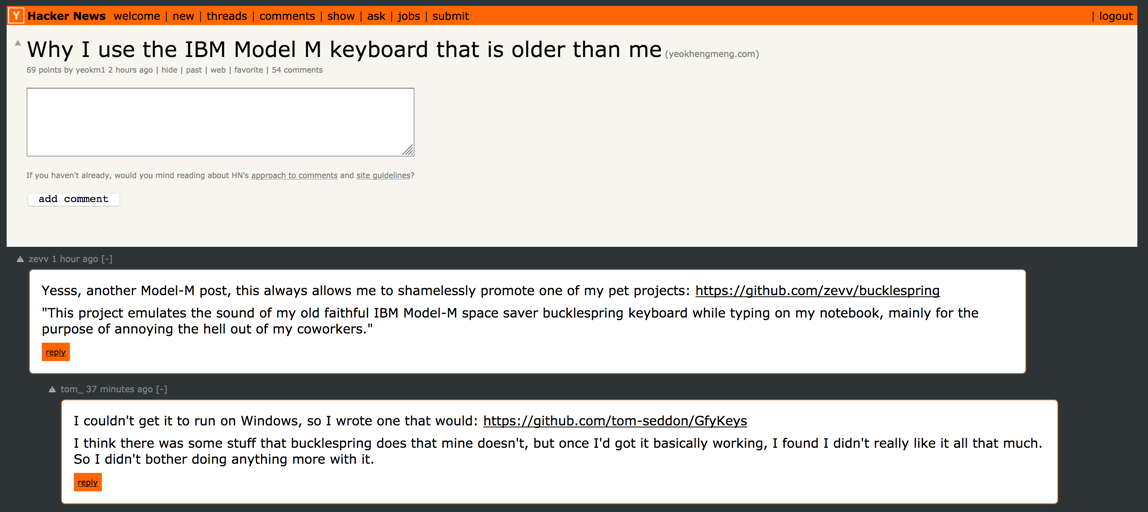 Y Hacker News welcome | new | threads | comments | show | ask | jobs | submit | logout
Why I use the IBM Model M keyboard that is older than me (yeokhengmeng.com)
69 points by yeokm1 2 hours ago | hide | past | web | favorite | 54 comments
If you haven't already, would you mind reading about HN's approach to comments and site guidelines?
add comment
zevv 1 hour ago [-]
Yesss, another Model-M post, this always allows me to shamelessly promote one of my pet projects: https://github.com/zevv/bucklespring
"This project emulates the sound of my old faithful IBM Model-M space saver bucklespring keyboard while typing on my notebook, mainly for the
purpose of annoying the hell out of my coworkers."
reply
tom_ 37 minutes ago [-]
I couldn't get it to run on Windows, so I wrote one that would: https://github.com/tom-seddon/GfyKeys
I think there was some stuff that bucklespring does that mine doesn't, but once I'd got it basically working, I found I didn't really like it all that much.
So I didn't bother doing anything more with it.
reply